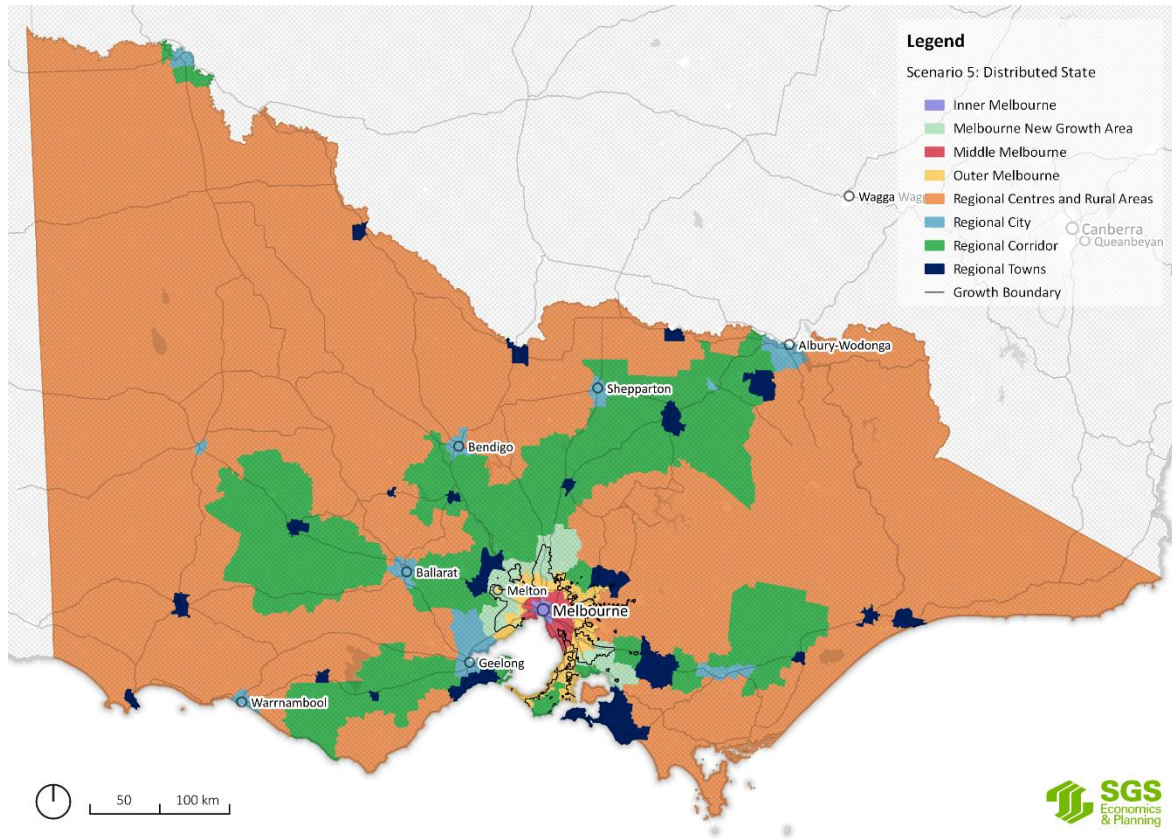 Legend
Scenario 5: Distributed State
Inner Melbourne
Melbourne New Growth Area
Middle Melbourne
Outer Melbourne
Regional Centres and Rural Areas
Regional City
Regional Corridor
Regional Towns
Growth Boundary
Wagga Wagga
Canberra
Queanbeyan
Albury-Wodonga
Shepparton
Bendigo
Ballarat
Melton
Melbourne
Geelong
Warrnambool
50 100 km
SGS
Economics
& Planning